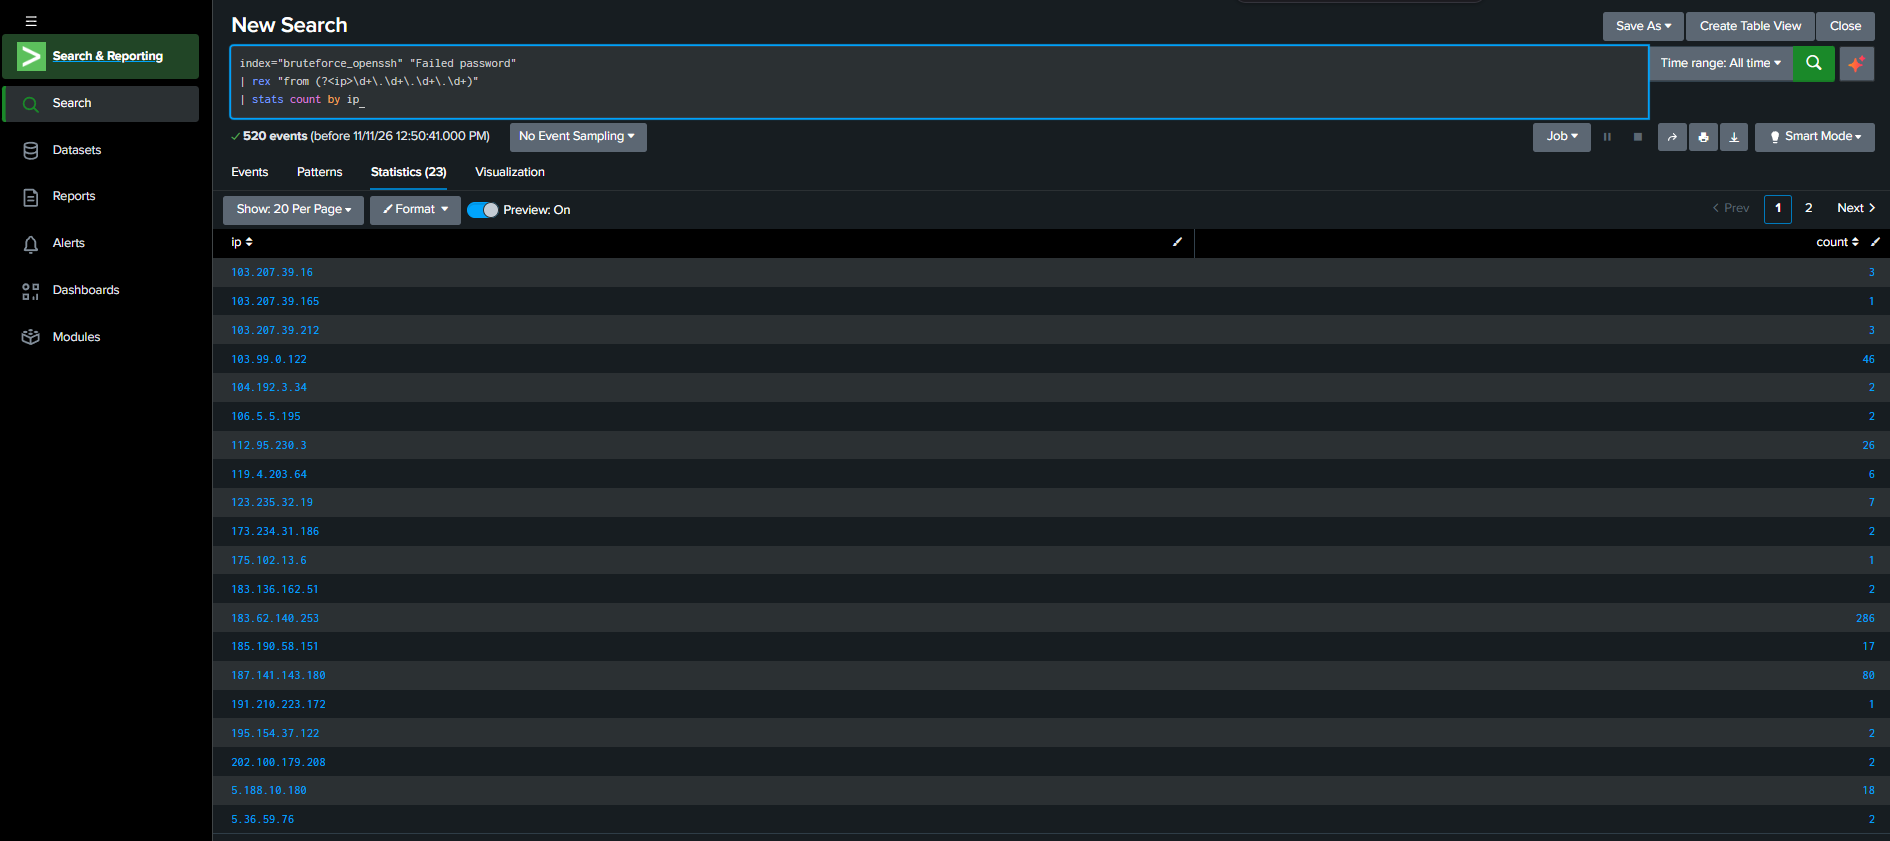 New Search
Save As
Create Table View
Close
Search & Reporting
index="bruteforce_openssh" "Failed password"
| rex "from (?<ip>\d+\.\d+\.\d+\.\d+)"
| stats count by ip_
Time range: All time
Search
520 events (before 11/11/26 12:50:41.000 PM)
No Event Sampling
Job
Smart Mode
Datasets
Reports
Alerts
Dashboards
Modules
Events
Patterns
Statistics (23)
Visualization
Show: 20 Per Page
Format
Preview: On
< Prev
1
2
Next >
ip
count
103.207.39.16 3
103.207.39.165 1
103.207.39.212 3
103.99.0.122 46
104.192.3.34 2
106.5.5.195 2
112.95.230.3 26
119.4.203.64 6
123.235.32.19 7
173.234.31.186 2
175.102.13.6 1
183.136.162.51 2
183.62.140.253 286
185.190.58.151 17
187.141.143.180 80
191.210.223.172 1
195.154.37.122 2
202.100.179.208 2
5.188.10.180 18
5.36.59.76 2